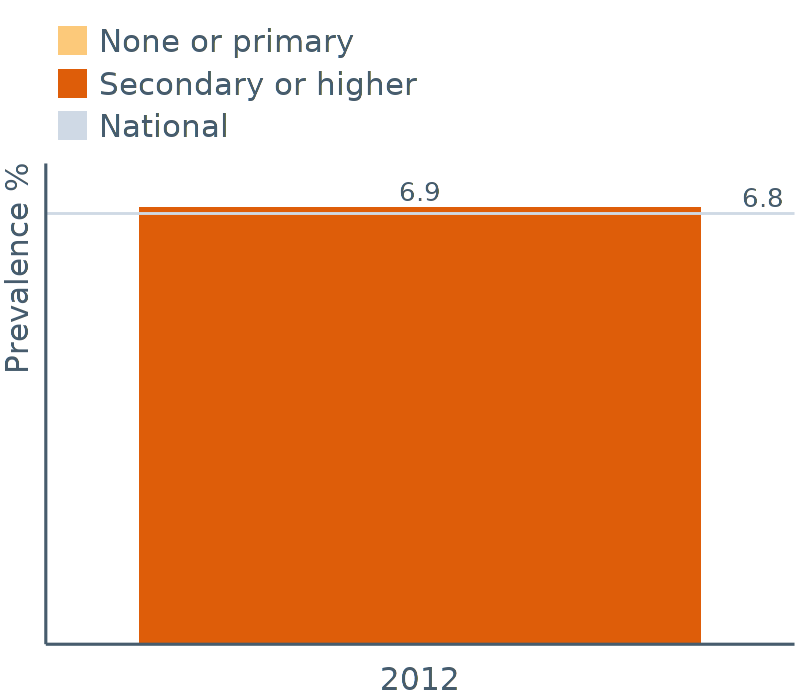 None or primary
Secondary or higher
National
Prevalence %
6.9
6.8
2012